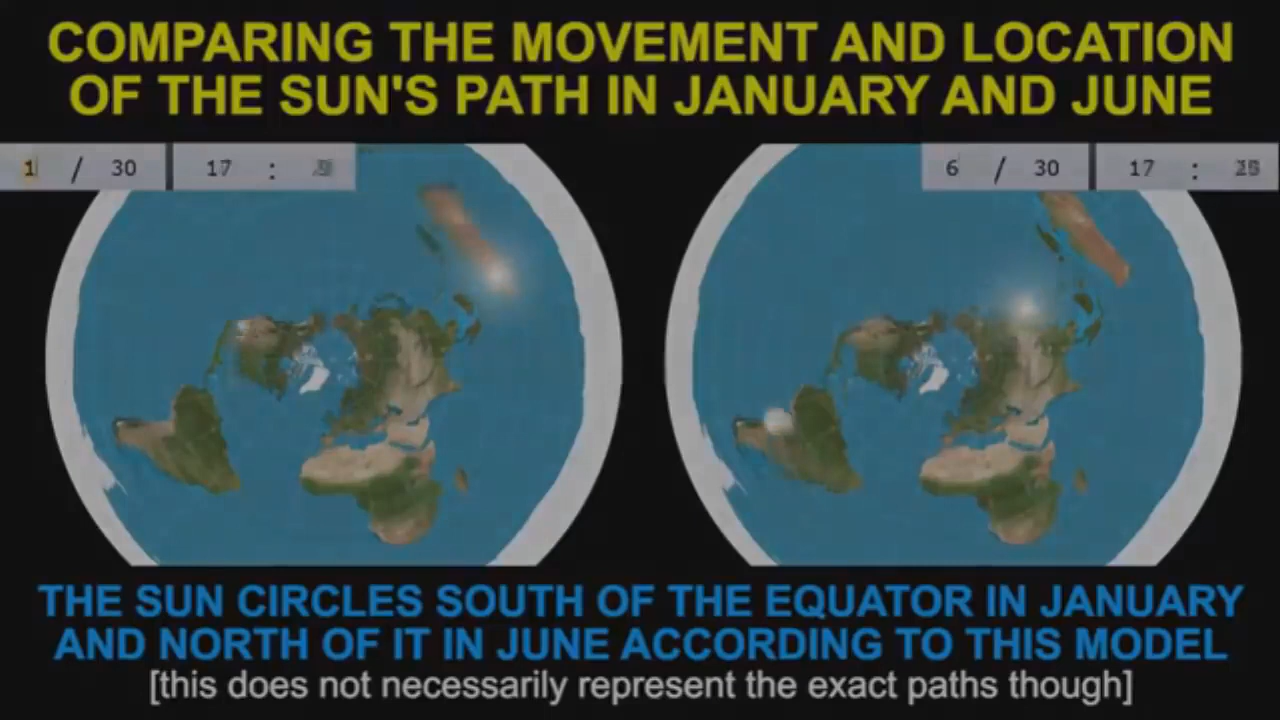 COMPARING THE MOVEMENT AND LOCATION
OF THE SUN'S PATH IN JANUARY AND JUNE
1 / 30 17 :
6 / 30 17 :
THE SUN CIRCLES SOUTH OF THE EQUATOR IN JANUARY
AND NORTH OF IT IN JUNE ACCORDING TO THIS MODEL
[this does not necessarily represent the exact paths though]